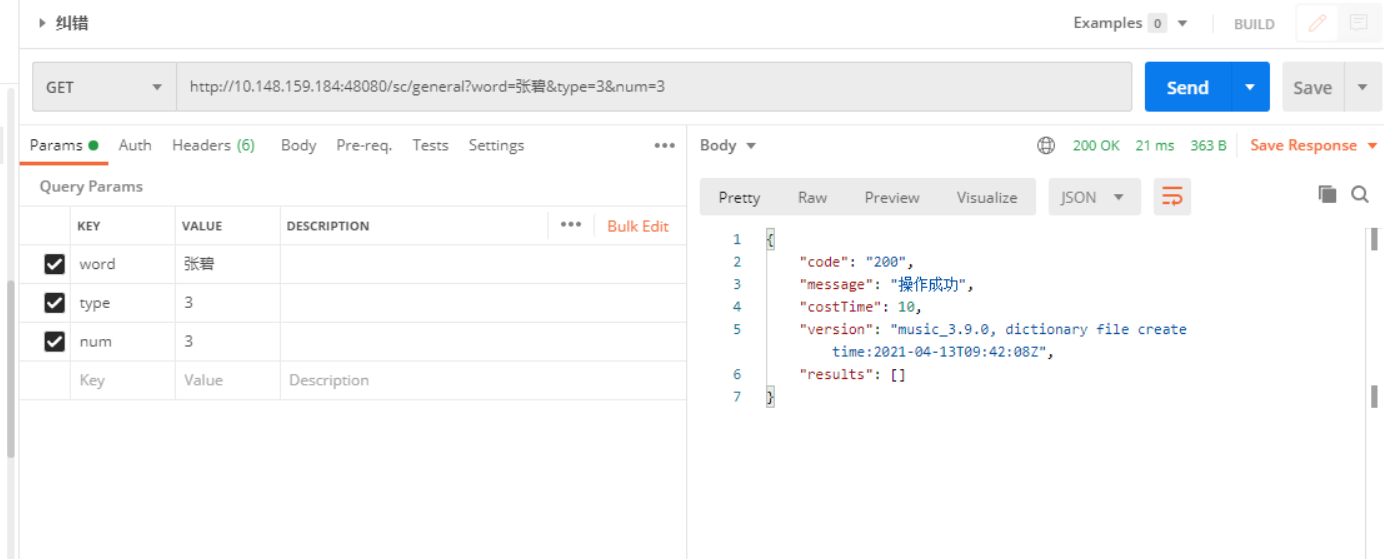 纠错
Examples 0
BUILD
GET
http://10.148.159.184:48080/sc/general?word=张碧&type=3&num=3
Send
Save
Params Auth Headers (6) Body Pre-req. Tests Settings
Query Params
KEY VALUE DESCRIPTION Bulk Edit
word 张碧
type 3
num 3
Key Value Description
Body 200 OK 21 ms 363 B Save Response
Pretty Raw Preview Visualize JSON
1 {
2 "code": "200",
3 "message": "操作成功",
4 "costTime": 10,
5 "version": "music_3.9.0, dictionary file create
time:2021-04-13T09:42:08Z",
6 "results": []
7 }